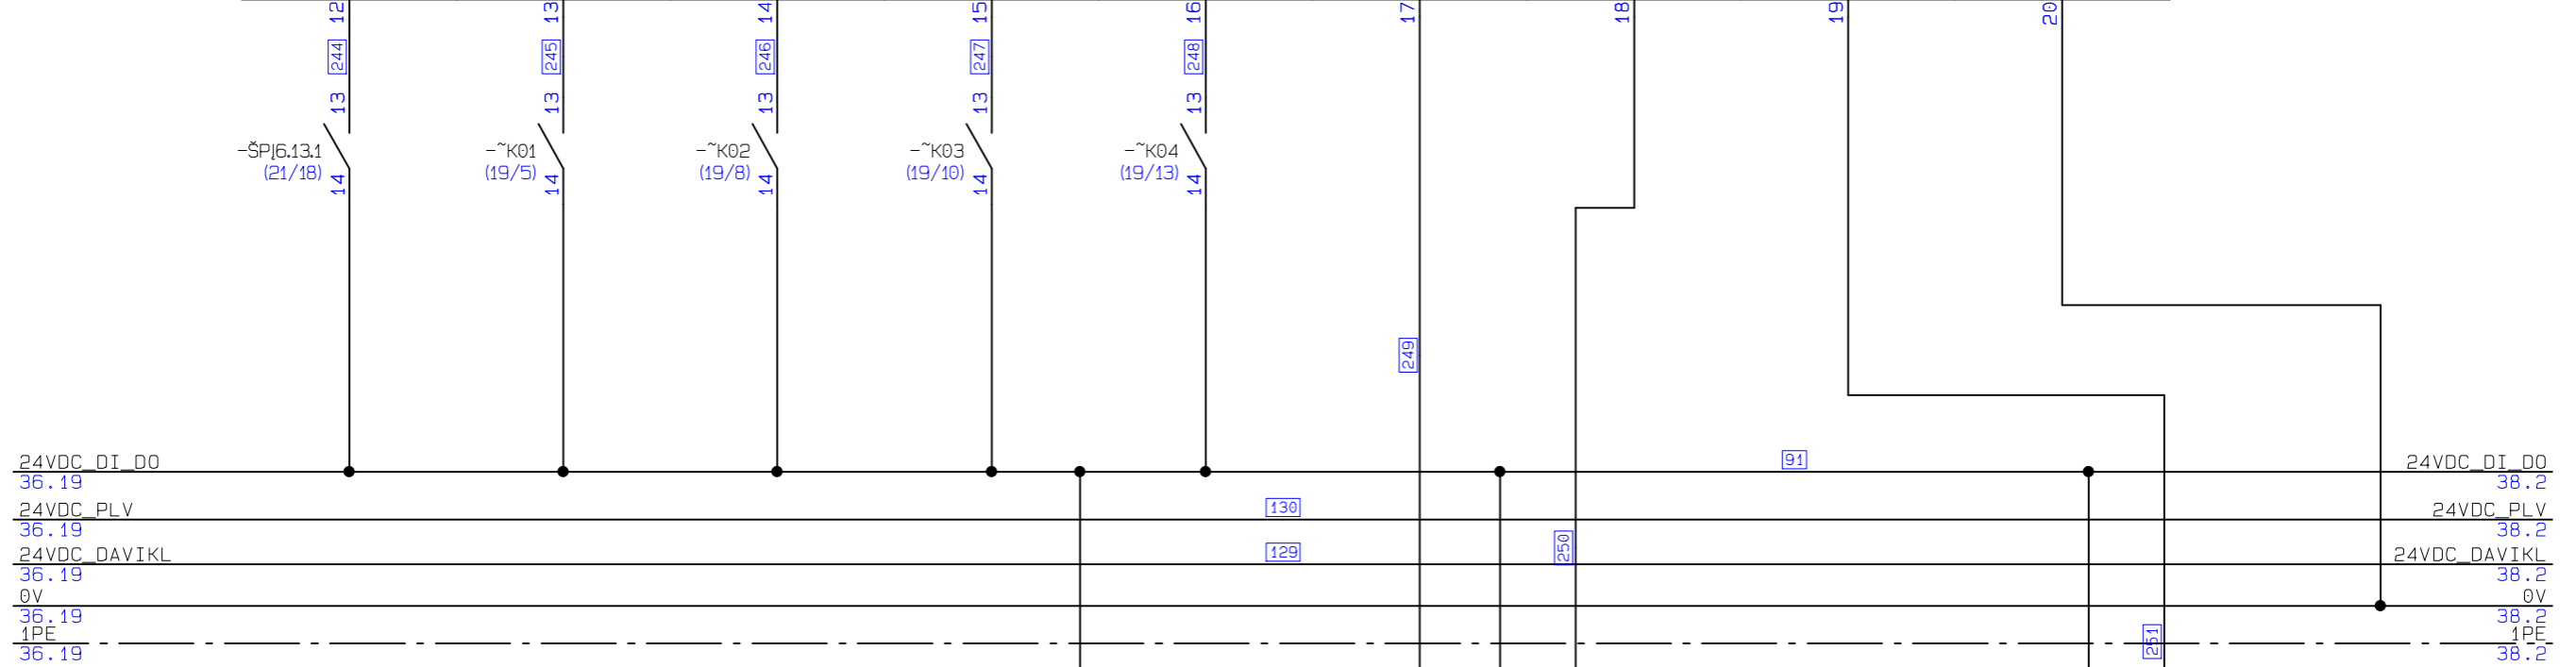 12 13 14 15 16 17 18 19 20
244 245 246 247 248
13 13 13 13 13
-ŠPĮ6.13.1 -~K01 -~K02 -~K03 -~K04
(21/18) (19/5) (19/8) (19/10) (19/13)
14 14 14 14 14
249
24VDC_DI_DO 91 24VDC_DI_DO
36.19 38.2
24VDC_PLV 130 24VDC_PLV
36.19 38.2
250
24VDC_DAVIKL 129 24VDC_DAVIKL
36.19 38.2
0V 0V
36.19 38.2
1PE 251 1PE
36.19 38.2